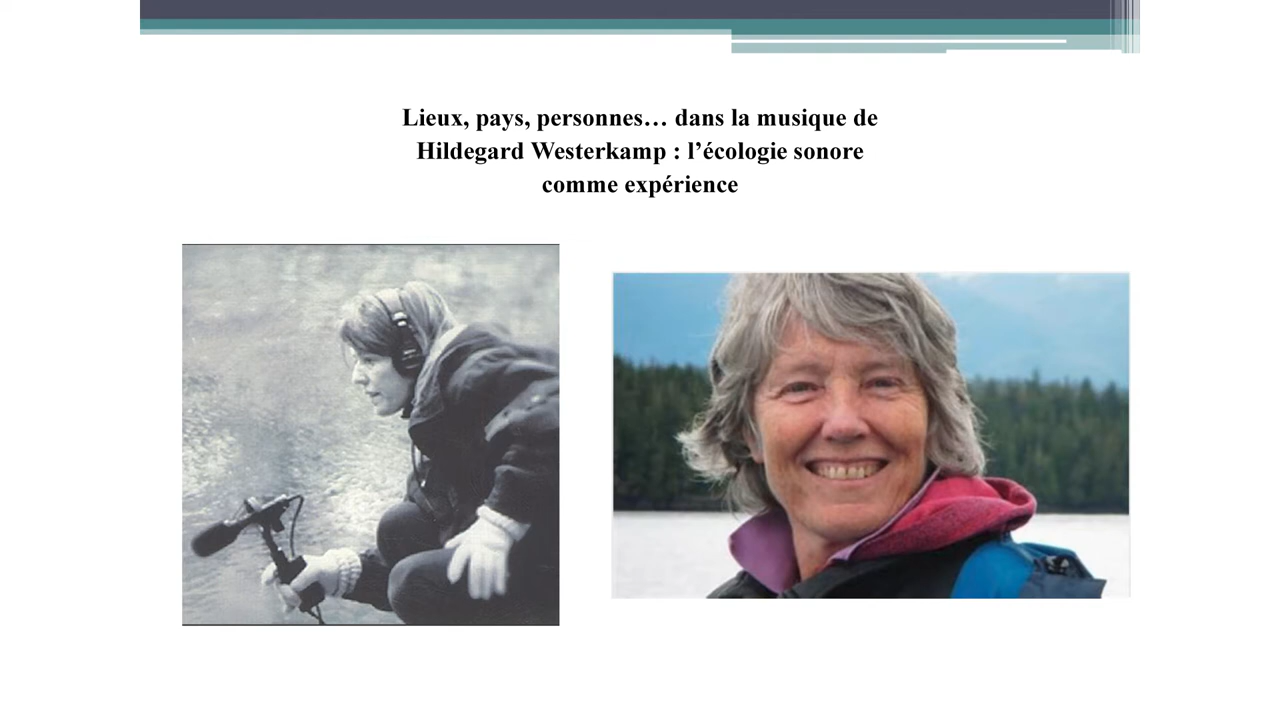 Lieux, pays, personnes… dans la musique de
Hildegard Westerkamp : l’écologie sonore
comme expérience